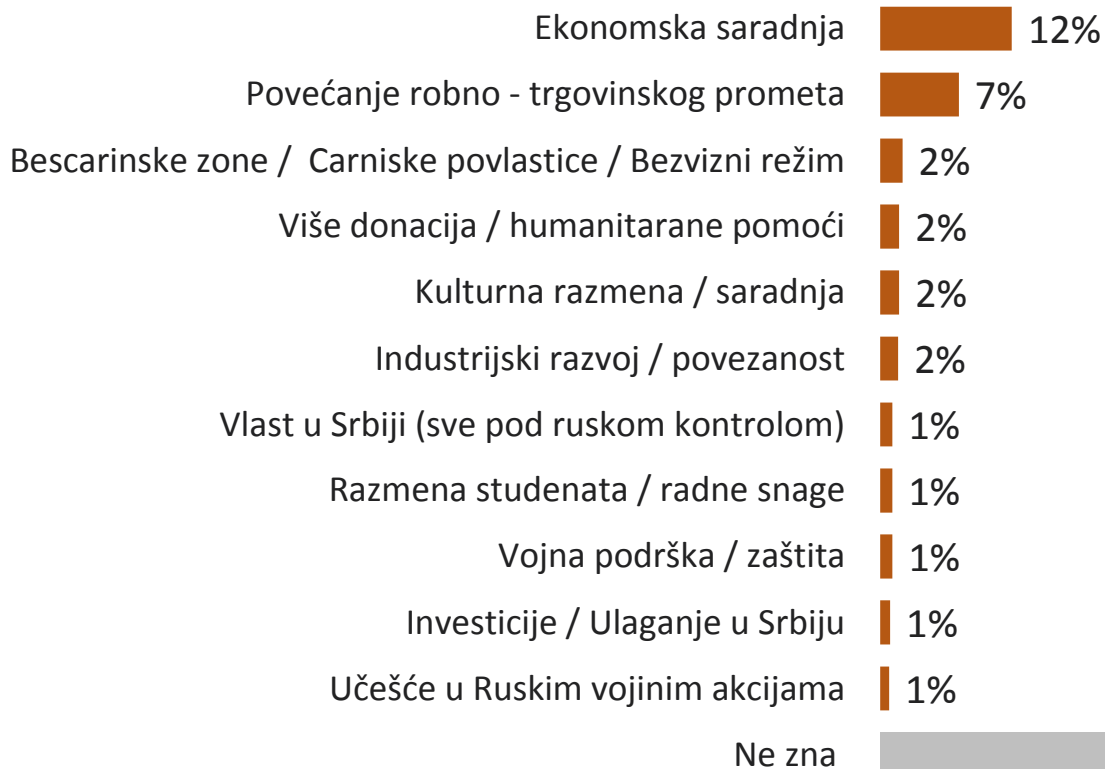 Ekonomska saradnja 12%
Povećanje robno - trgovinskog prometa 7%
Bescarinske zone / Carniske povlastice / Bezvizni režim 2%
Više donacija / humanitarane pomoći 2%
Kulturna razmena / saradnja 2%
Industrijski razvoj / povezanost 2%
Vlast u Srbiji (sve pod ruskom kontrolom) 1%
Razmena studenata / radne snage 1%
Vojna podrška / zaštita 1%
Investicije / Ulaganje u Srbiju 1%
Učešće u Ruskim vojinim akcijama 1%
Ne zna